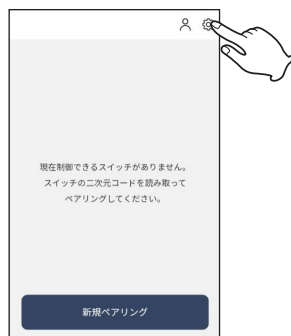 現在制御できるスイッチがありません。
スイッチの二次元コードを読み取って
ペアリングしてください。
新規ペアリング